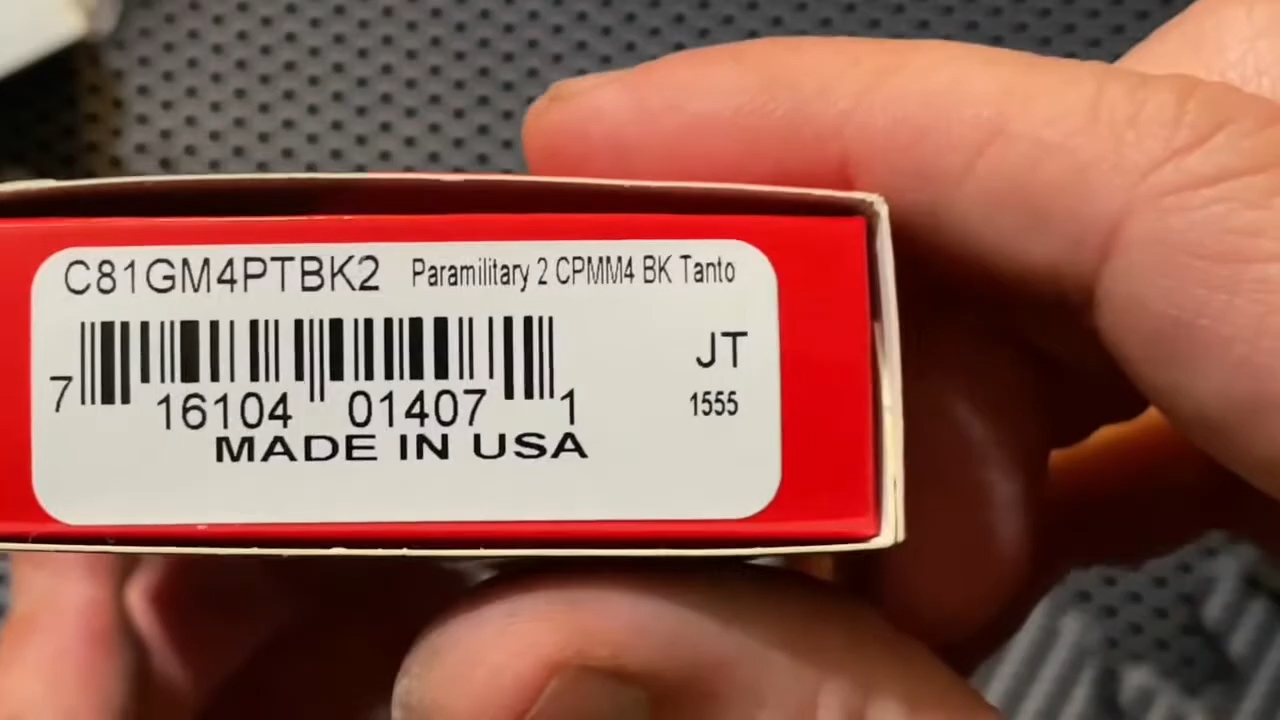 C81GM4PTBK2 Paramilitary 2 CPMM4 BK Tanto
JT
7 16104 01407 1 1555
MADE IN USA